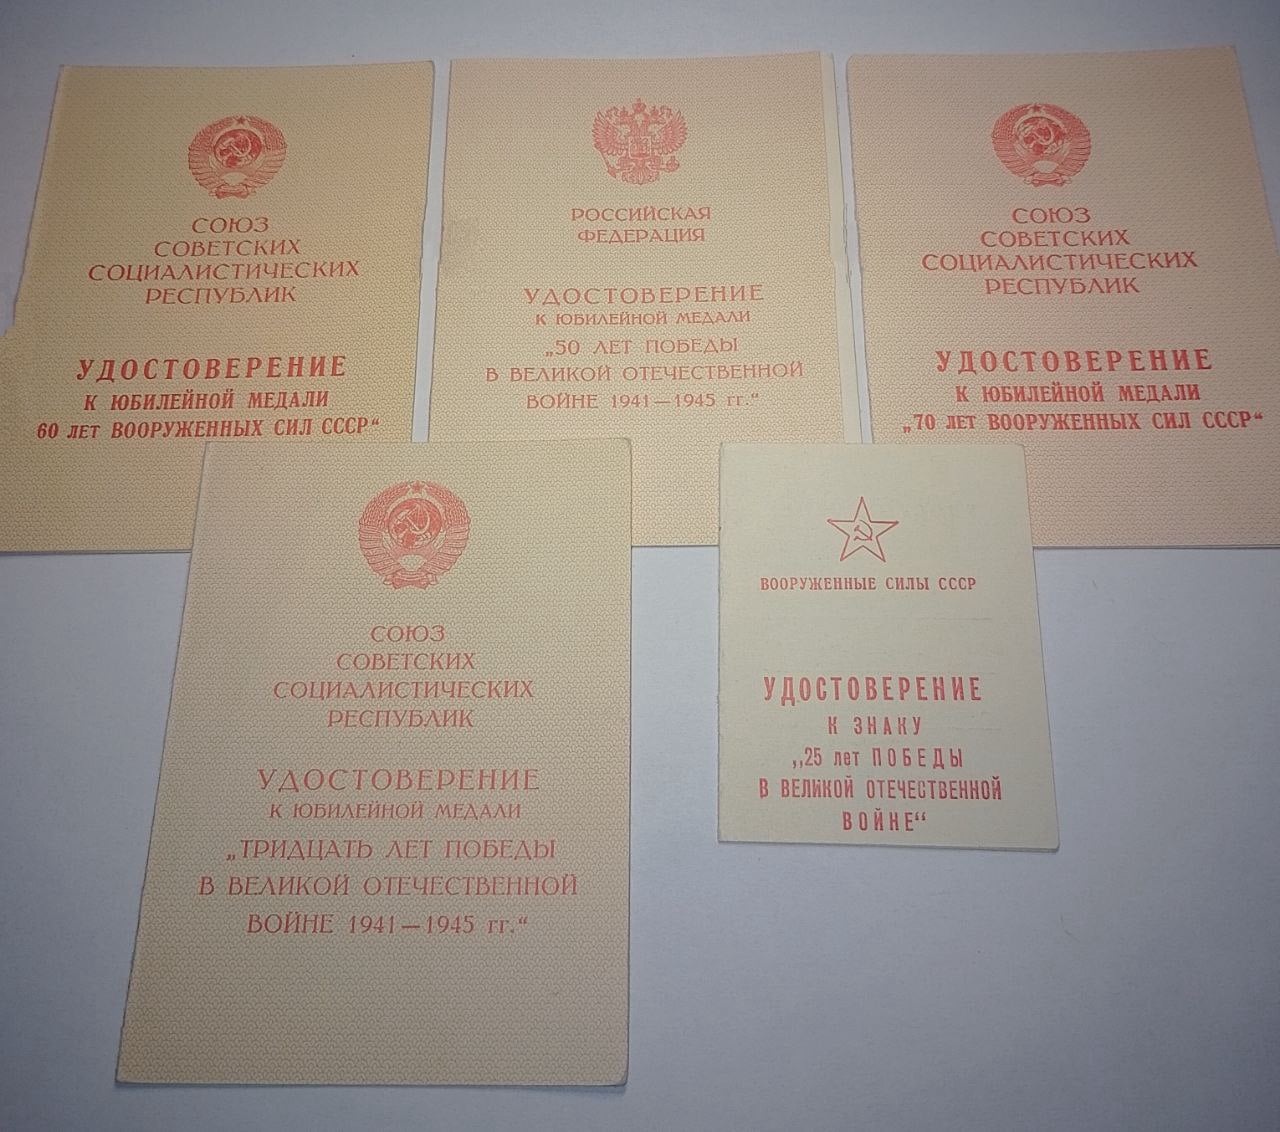 СОЮЗ
СОВЕТСКИХ
СОЦИАЛИСТИЧЕСКИХ
РЕСПУБЛИК
УДОСТОВЕРЕНИЕ
К ЮБИЛЕЙНОЙ МЕДАЛИ
60 ЛЕТ ВООРУЖЕННЫХ СИЛ СССР“
РОССИЙСКАЯ
ФЕДЕРАЦИЯ
УДОСТОВЕРЕНИЕ
К ЮБИЛЕЙНОЙ МЕДАЛИ
„50 ЛЕТ ПОБЕДЫ
В ВЕЛИКОЙ ОТЕЧЕСТВЕННОЙ
ВОЙНЕ 1941—1945 гг.“
СОЮЗ
СОВЕТСКИХ
СОЦИАЛИСТИЧЕСКИХ
РЕСПУБЛИК
УДОСТОВЕРЕНИЕ
К ЮБИЛЕЙНОЙ МЕДАЛИ
„70 ЛЕТ ВООРУЖЕННЫХ СИЛ СССР“
СОЮЗ
СОВЕТСКИХ
СОЦИАЛИСТИЧЕСКИХ
РЕСПУБЛИК
УДОСТОВЕРЕНИЕ
К ЮБИЛЕЙНОЙ МЕДАЛИ
„ТРИДЦАТЬ ЛЕТ ПОБЕДЫ
В ВЕЛИКОЙ ОТЕЧЕСТВЕННОЙ
ВОЙНЕ 1941—1945 гг.“
ВООРУЖЕННЫЕ СИЛЫ СССР
УДОСТОВЕРЕНИЕ
К ЗНАКУ
„25 лет ПОБЕДЫ
В ВЕЛИКОЙ ОТЕЧЕСТВЕННОЙ
ВОЙНЕ“